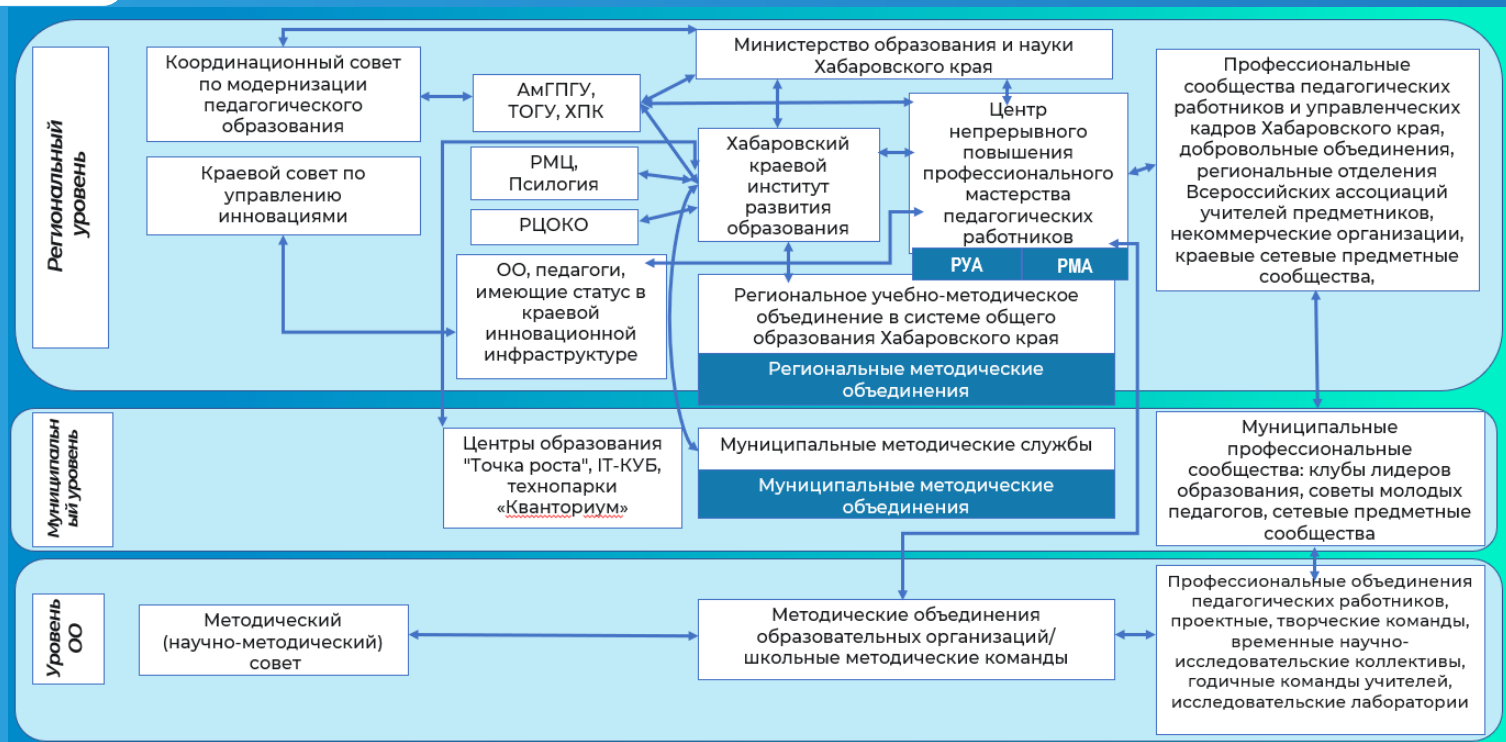 Региональный
уровень
Координационный совет
по модернизации
педагогического
образования
Краевой совет по
управлению
инновациями
АмГПГУ,
ТОГУ, ХПК
РМЦ,
Псилогия
РЦОКО
ОО, педагоги,
имеющие статус в
краевой
инновационной
инфраструктуре
Министерство образования и науки
Хабаровского края
Хабаровский
краевой
институт
развития
образования
Центр
непрерывного
повышения
профессионального
мастерства
педагогических
работников
РУА
РМА
Региональное учебно-методическое
объединение в системе общего
образования Хабаровского края
Региональные методические
объединения
Профессиональные
сообщества педагогических
работников и управленческих
кадров Хабаровского края,
добровольные объединения,
региональные отделения
Всероссийских ассоциаций
учителей предметников,
некоммерческие организации,
краевые сетевые предметные
сообщества,
Муниципальн
ый уровень
Центры образования
"Точка роста", IT-КУБ,
технопарки
«Кванториум»
Муниципальные методические службы
Муниципальные методические
объединения
Муниципальные
профессиональные
сообщества: клубы лидеров
образования, советы молодых
педагогов, сетевые предметные
сообщества
Уровень
ОО
Методический
(научно-методический)
совет
Методические объединения
образовательных организаций/
школьные методические команды
Профессиональные объединения
педагогических работников,
проектные, творческие команды,
временные научно-
исследовательские коллективы,
годичные команды учителей,
исследовательские лаборатории